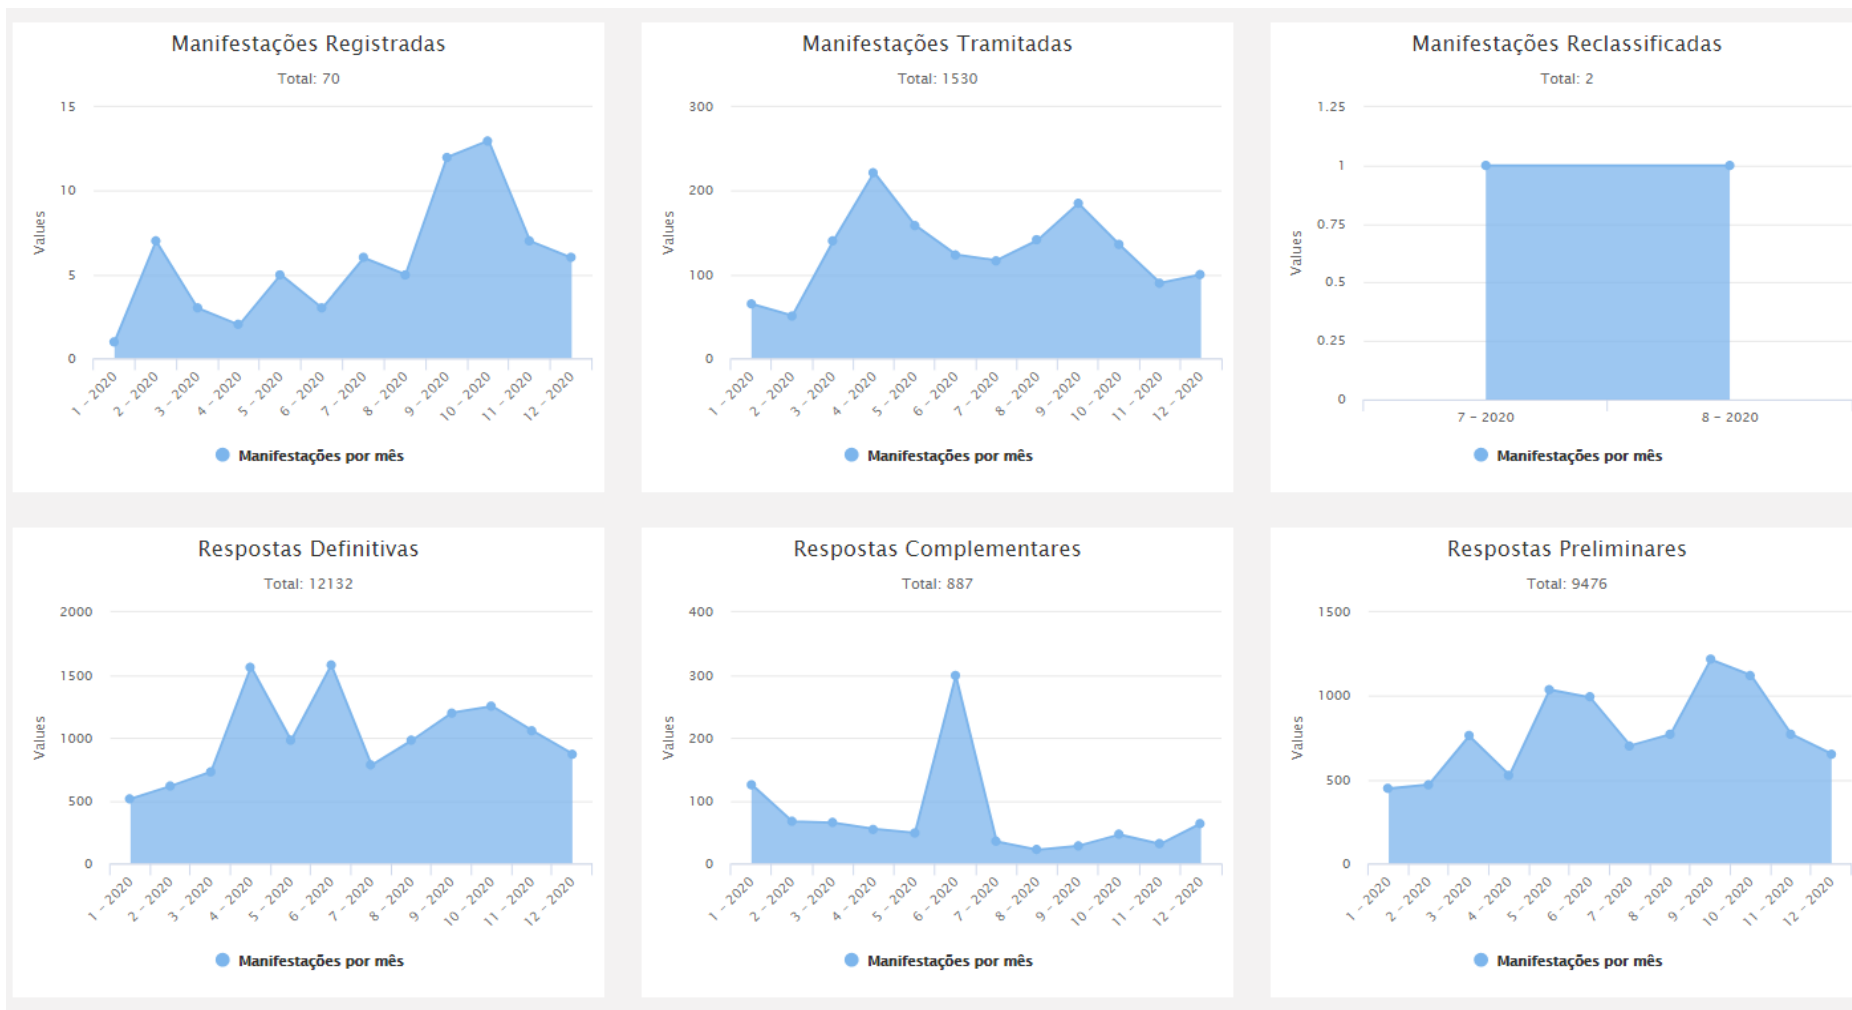 Manifestações Registradas
Total: 70
15
10
5
0
Values
1 - 2020
2 - 2020
3 - 2020
4 - 2020
5 - 2020
6 - 2020
7 - 2020
8 - 2020
9 - 2020
10 - 2020
11 - 2020
12 - 2020
Manifestações por mês
Manifestações Tramitadas
Total: 1530
300
200
100
0
Values
1 - 2020
2 - 2020
3 - 2020
4 - 2020
5 - 2020
6 - 2020
7 - 2020
8 - 2020
9 - 2020
10 - 2020
11 - 2020
12 - 2020
Manifestações por mês
Manifestações Reclassificadas
Total: 2
1.25
1
0.75
0.5
0.25
0
Values
7 - 2020
8 - 2020
Manifestações por mês
Respostas Definitivas
Total: 12132
2000
1500
1000
500
0
Values
1 - 2020
2 - 2020
3 - 2020
4 - 2020
5 - 2020
6 - 2020
7 - 2020
8 - 2020
9 - 2020
10 - 2020
11 - 2020
12 - 2020
Manifestações por mês
Respostas Complementares
Total: 887
400
300
200
100
0
Values
1 - 2020
2 - 2020
3 - 2020
4 - 2020
5 - 2020
6 - 2020
7 - 2020
8 - 2020
9 - 2020
10 - 2020
11 - 2020
12 - 2020
Manifestações por mês
Respostas Preliminares
Total: 9476
1500
1000
500
0
Values
1 - 2020
2 - 2020
3 - 2020
4 - 2020
5 - 2020
6 - 2020
7 - 2020
8 - 2020
9 - 2020
10 - 2020
11 - 2020
12 - 2020
Manifestações por mês